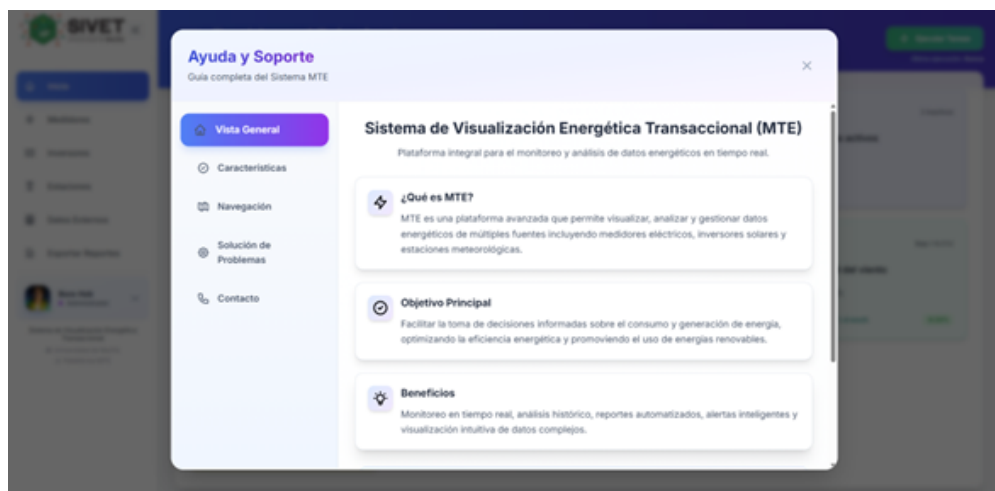 SIVET
Ayuda y Soporte
Guía completa del Sistema MTE
Vista General
Características
Navegación
Solución de
Problemas
Contacto
Sistema de Visualización Energética Transaccional (MTE)
Plataforma integral para el monitoreo y análisis de datos energéticos en tiempo real.
¿Qué es MTE?
MTE es una plataforma avanzada que permite visualizar, analizar y gestionar datos
energéticos de múltiples fuentes incluyendo medidores eléctricos, inversores solares y
estaciones meteorológicas.
Objetivo Principal
Facilitar la toma de decisiones informadas sobre el consumo y generación de energía,
optimizando la eficiencia energética y promoviendo el uso de energías renovables.
Beneficios
Monitoreo en tiempo real, análisis histórico, reportes automatizados, alertas inteligentes y
visualización intuitiva de datos complejos.